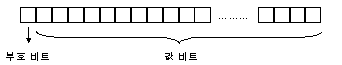 .........
부호 비트
값 비트